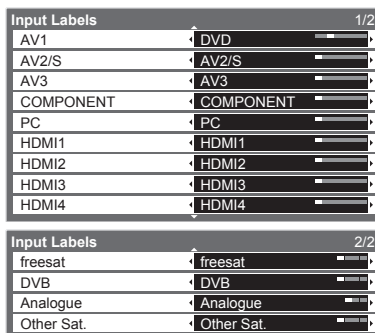 Input Labels 1/2
AV1 DVD
AV2/S AV2/S
AV3 AV3
COMPONENT COMPONENT
PC PC
HDMI1 HDMI1
HDMI2 HDMI2
HDMI3 HDMI3
HDMI4 HDMI4
Input Labels 2/2
freesat freesat
DVB DVB
Analogue Analogue
Other Sat. Other Sat.